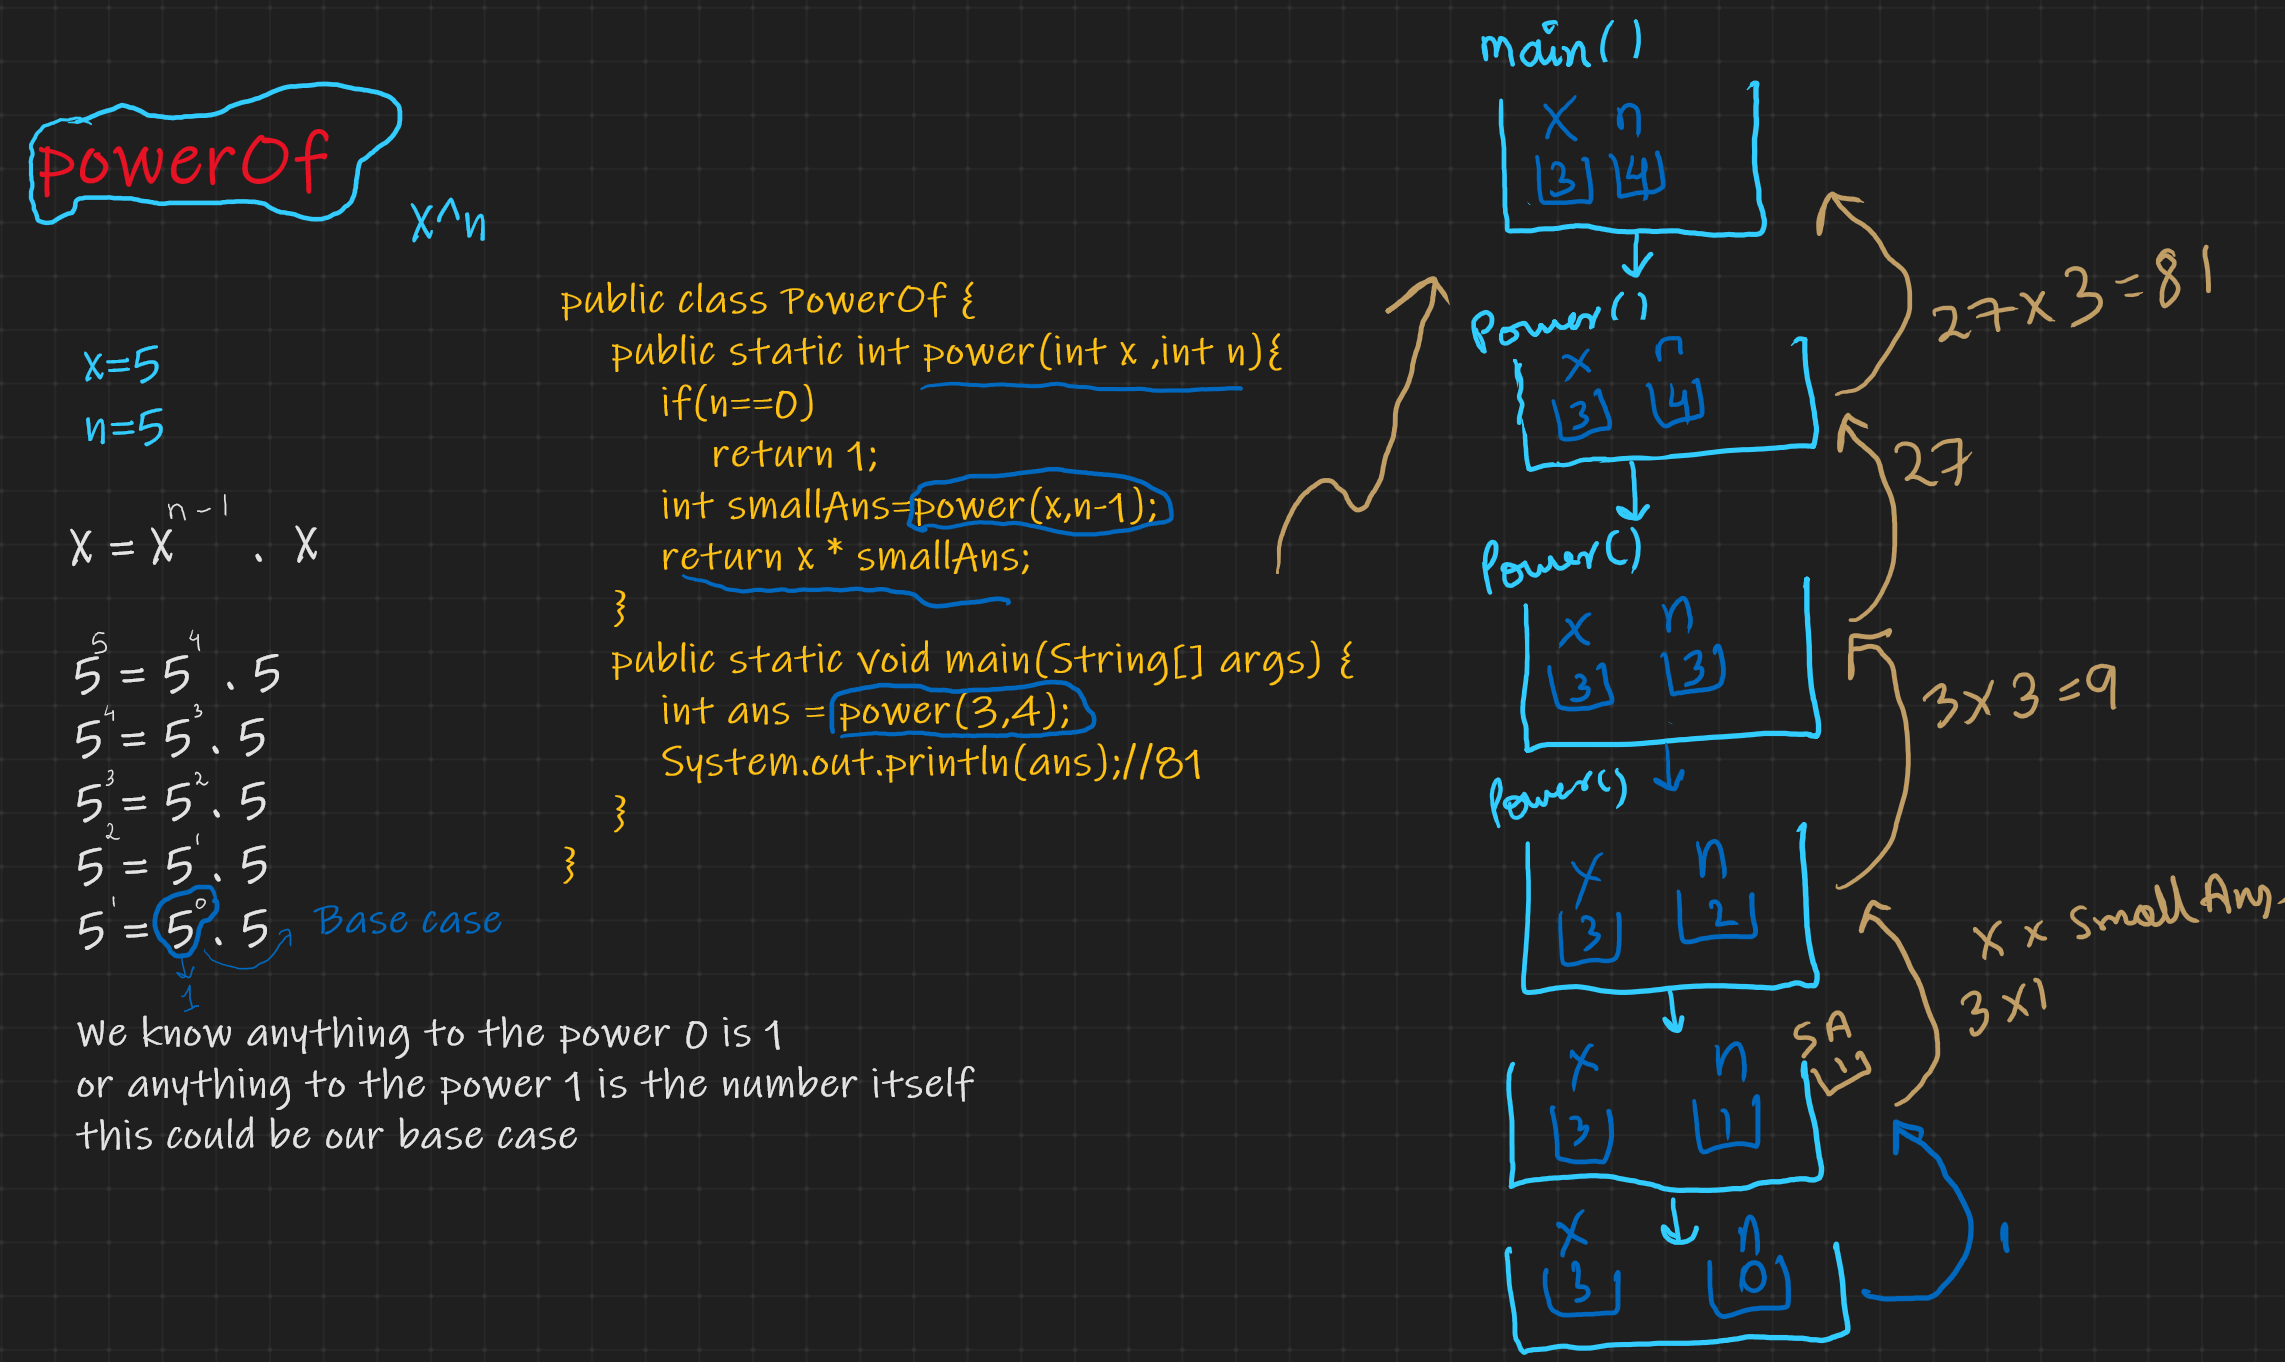 powerOf
x^n
x=5
n=5
x = x^n-1 . x
5^5 = 5^4 . 5
5^4 = 5^3 . 5
5^3 = 5^2 . 5
5^2 = 5^1 . 5
5^1 = 5^0 . 5
Base case
1
We know anything to the power 0 is 1
or anything to the power 1 is the number itself
this could be our base case
public class PowerOf {
public static int power(int x ,int n){
if(n==0)
return 1;
int smallAns=power(x,n-1);
return x * smallAns;
}
public static void main(String[] args) {
int ans = power(3,4);
System.out.println(ans);//81
}
}
main()
x n
3 4
27 x 3 = 81
Power()
x n
3 4
27
Power()
x n
3 3
3 x 3 = 9
Power()
x n
3 2
x x smallAns.
3 x 1
SA
1
x n
3 1
x n
3 0
1